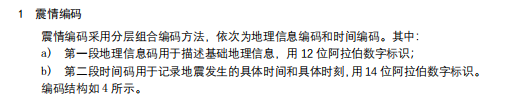 1 震情编码
震情编码采用分层组合编码方法，依次为地理信息编码和时间编码。其中：
a） 第一段地理信息码用于描述基础地理信息，用 12 位阿拉伯数字标识；
b） 第二段时间码用于记录地震发生的具体时间和具体时刻，用 14 位阿拉伯数字标识。
编码结构如 4 所示。